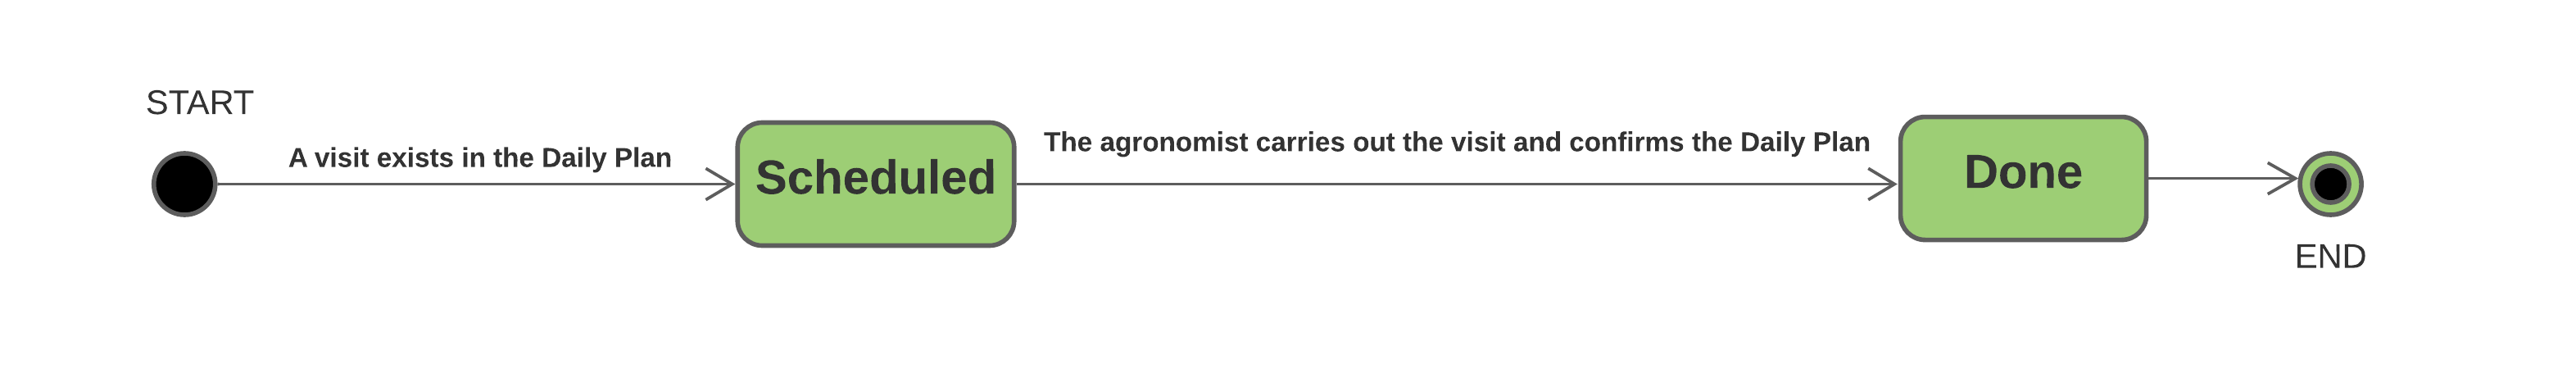 START
A visit exists in the Daily Plan
Scheduled
The agronomist carries out the visit and confirms the Daily Plan
Done
END